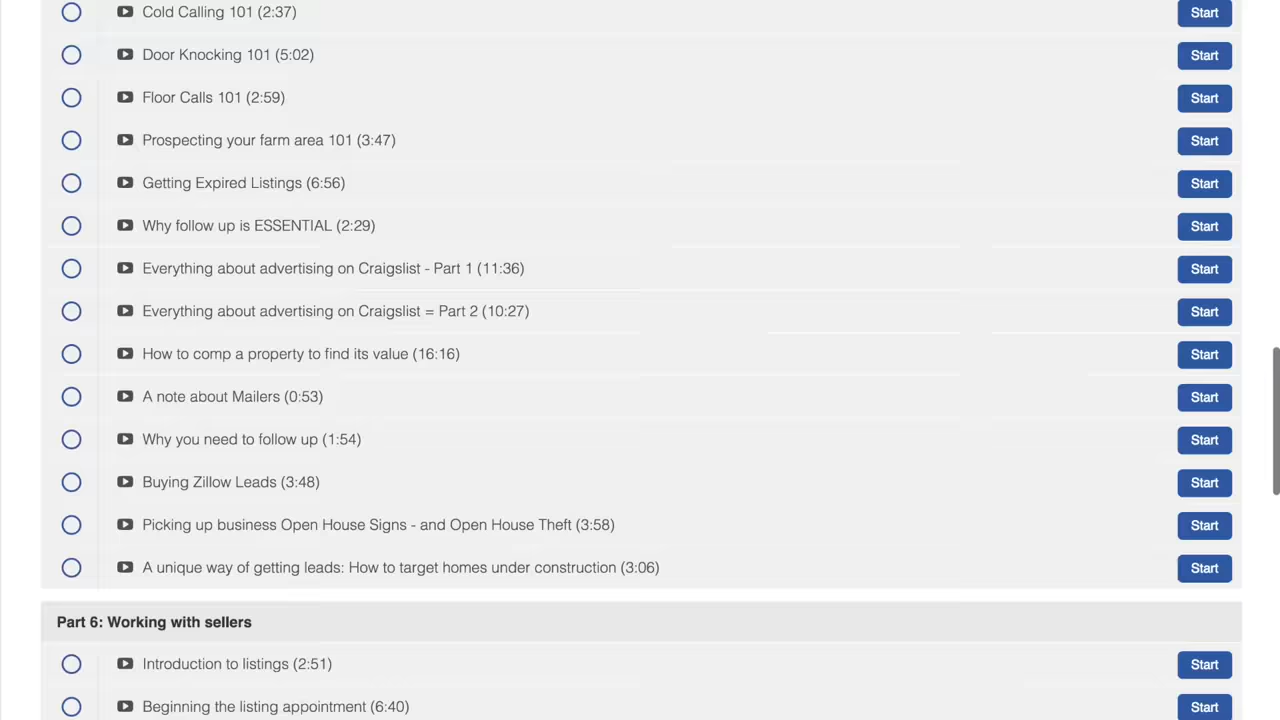 Cold Calling 101 (2:37) Start
Door Knocking 101 (5:02) Start
Floor Calls 101 (2:59) Start
Prospecting your farm area 101 (3:47) Start
Getting Expired Listings (6:56) Start
Why follow up is ESSENTIAL (2:29) Start
Everything about advertising on Craigslist - Part 1 (11:36) Start
Everything about advertising on Craigslist = Part 2 (10:27) Start
How to comp a property to find its value (16:16) Start
A note about Mailers (0:53) Start
Why you need to follow up (1:54) Start
Buying Zillow Leads (3:48) Start
Picking up business Open House Signs - and Open House Theft (3:58) Start
A unique way of getting leads: How to target homes under construction (3:06) Start
Part 6: Working with sellers
Introduction to listings (2:51) Start
Beginning the listing appointment (6:40) Start